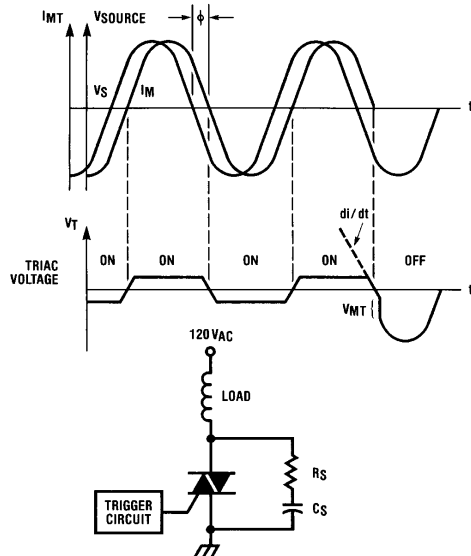 IMT VSOURCE ϕ
VS IM t
VT di/dt
ON ON ON ON OFF
TRIAC
VOLTAGE
t
VMT
120 VAC
LOAD
RS
CS
TRIGGER
CIRCUIT